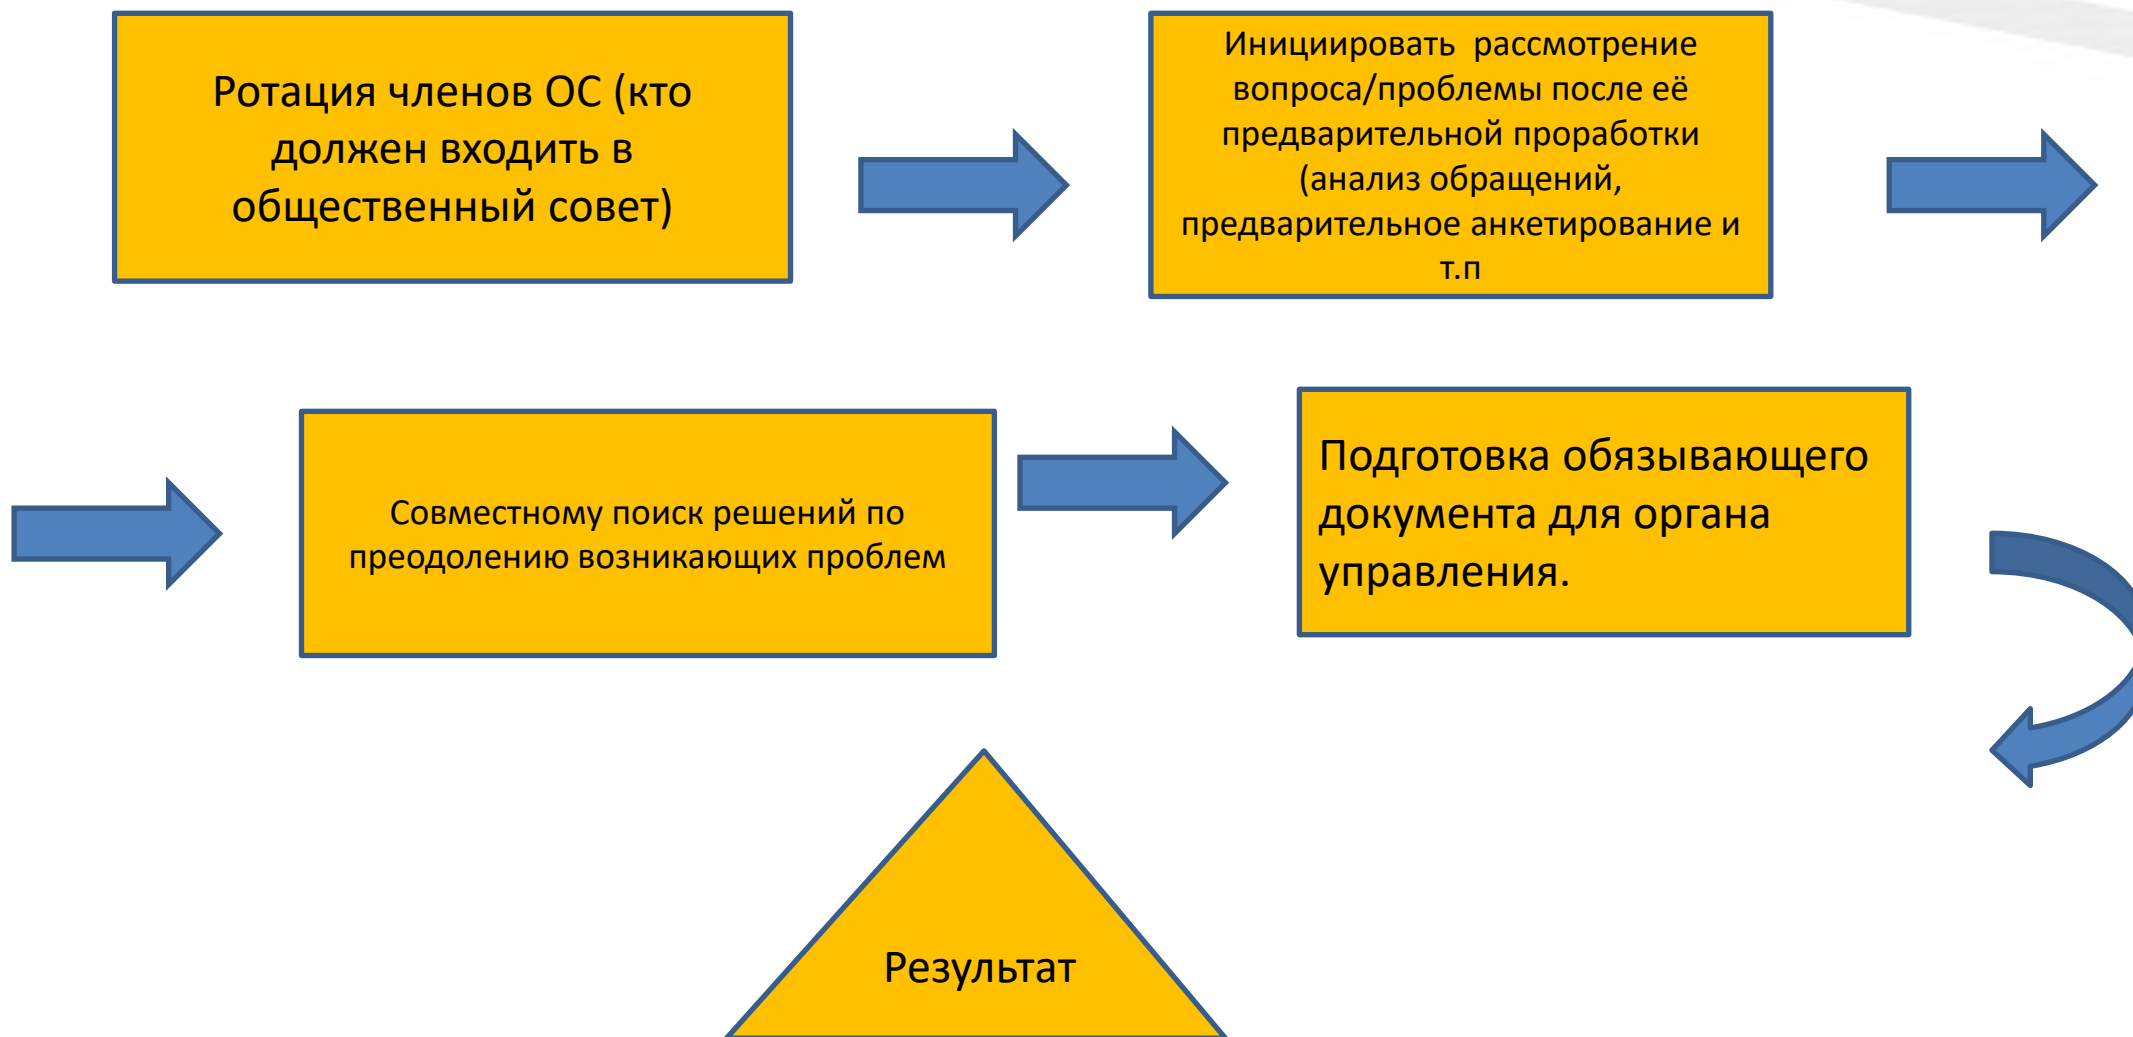 Ротация членов ОС (кто
должен входить в
общественный совет)
Инициировать  рассмотрение
вопроса/проблемы после её
предварительной проработки
(анализ обращений,
предварительное анкетирование и
т.п
Совместному поиск решений по
преодолению возникающих проблем
Подготовка обязывающего
документа для органа
управления.
Результат